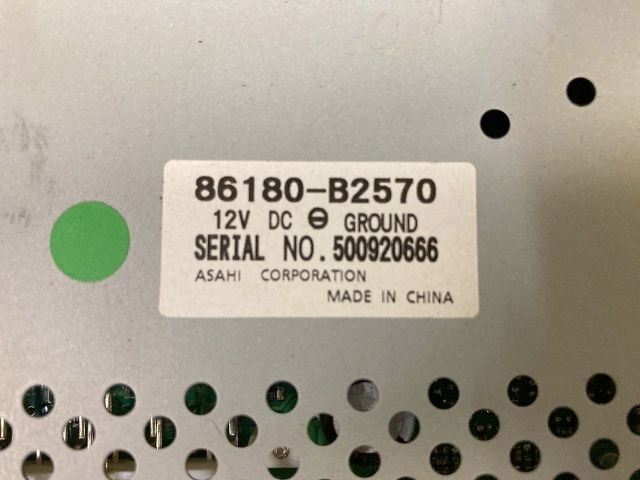 86180-B2570
12V DC ⊖ GROUND
SERIAL NO.500920666
ASAHI CORPORATION
MADE IN CHINA